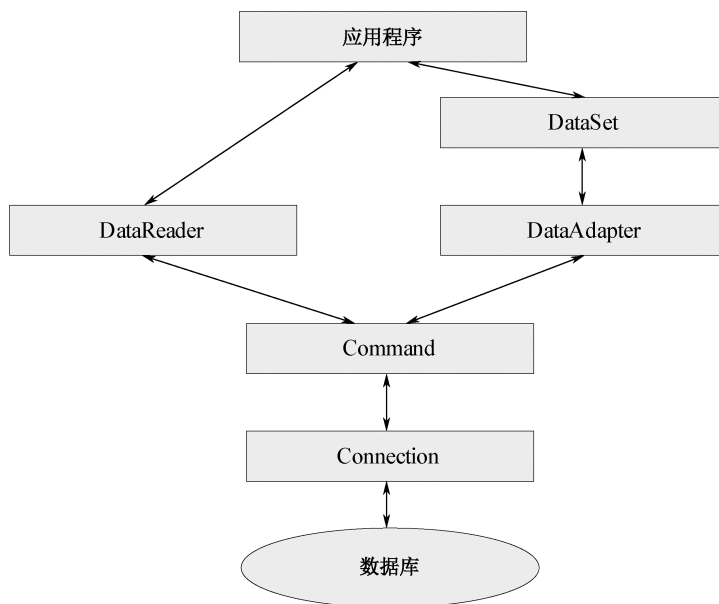 应用程序
DataSet
DataReader
DataAdapter
Command
Connection
数据库